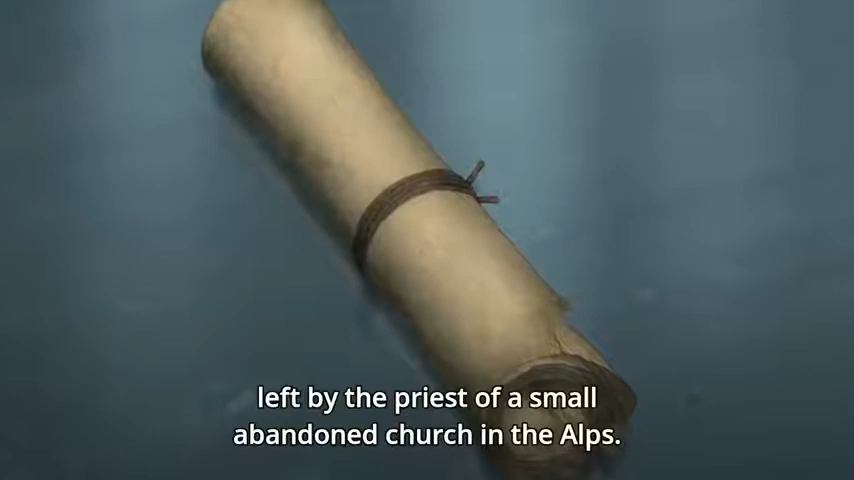 left by the priest of a small
abandoned church in the Alps.